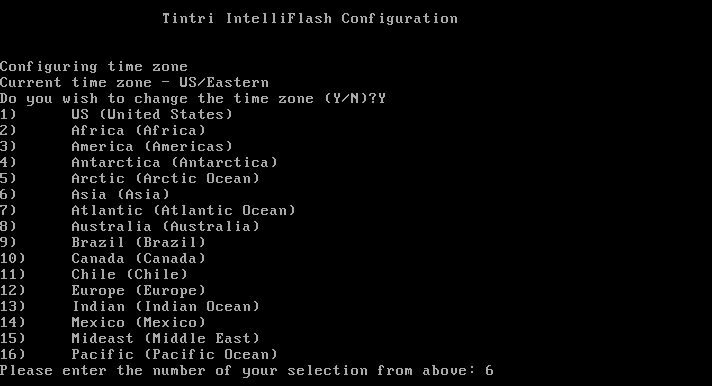 Tintri IntelliFlash Configuration
Configuring time zone
Current time zone - US/Eastern
Do you wish to change the time zone (Y/N)?Y
1)      US (United States)
2)      Africa (Africa)
3)      America (Americas)
4)      Antarctica (Antarctica)
5)      Arctic (Arctic Ocean)
6)      Asia (Asia)
7)      Atlantic (Atlantic Ocean)
8)      Australia (Australia)
9)      Brazil (Brazil)
10)     Canada (Canada)
11)     Chile (Chile)
12)     Europe (Europe)
13)     Indian (Indian Ocean)
14)     Mexico (Mexico)
15)     Mideast (Middle East)
16)     Pacific (Pacific Ocean)
Please enter the number of your selection from above: 6